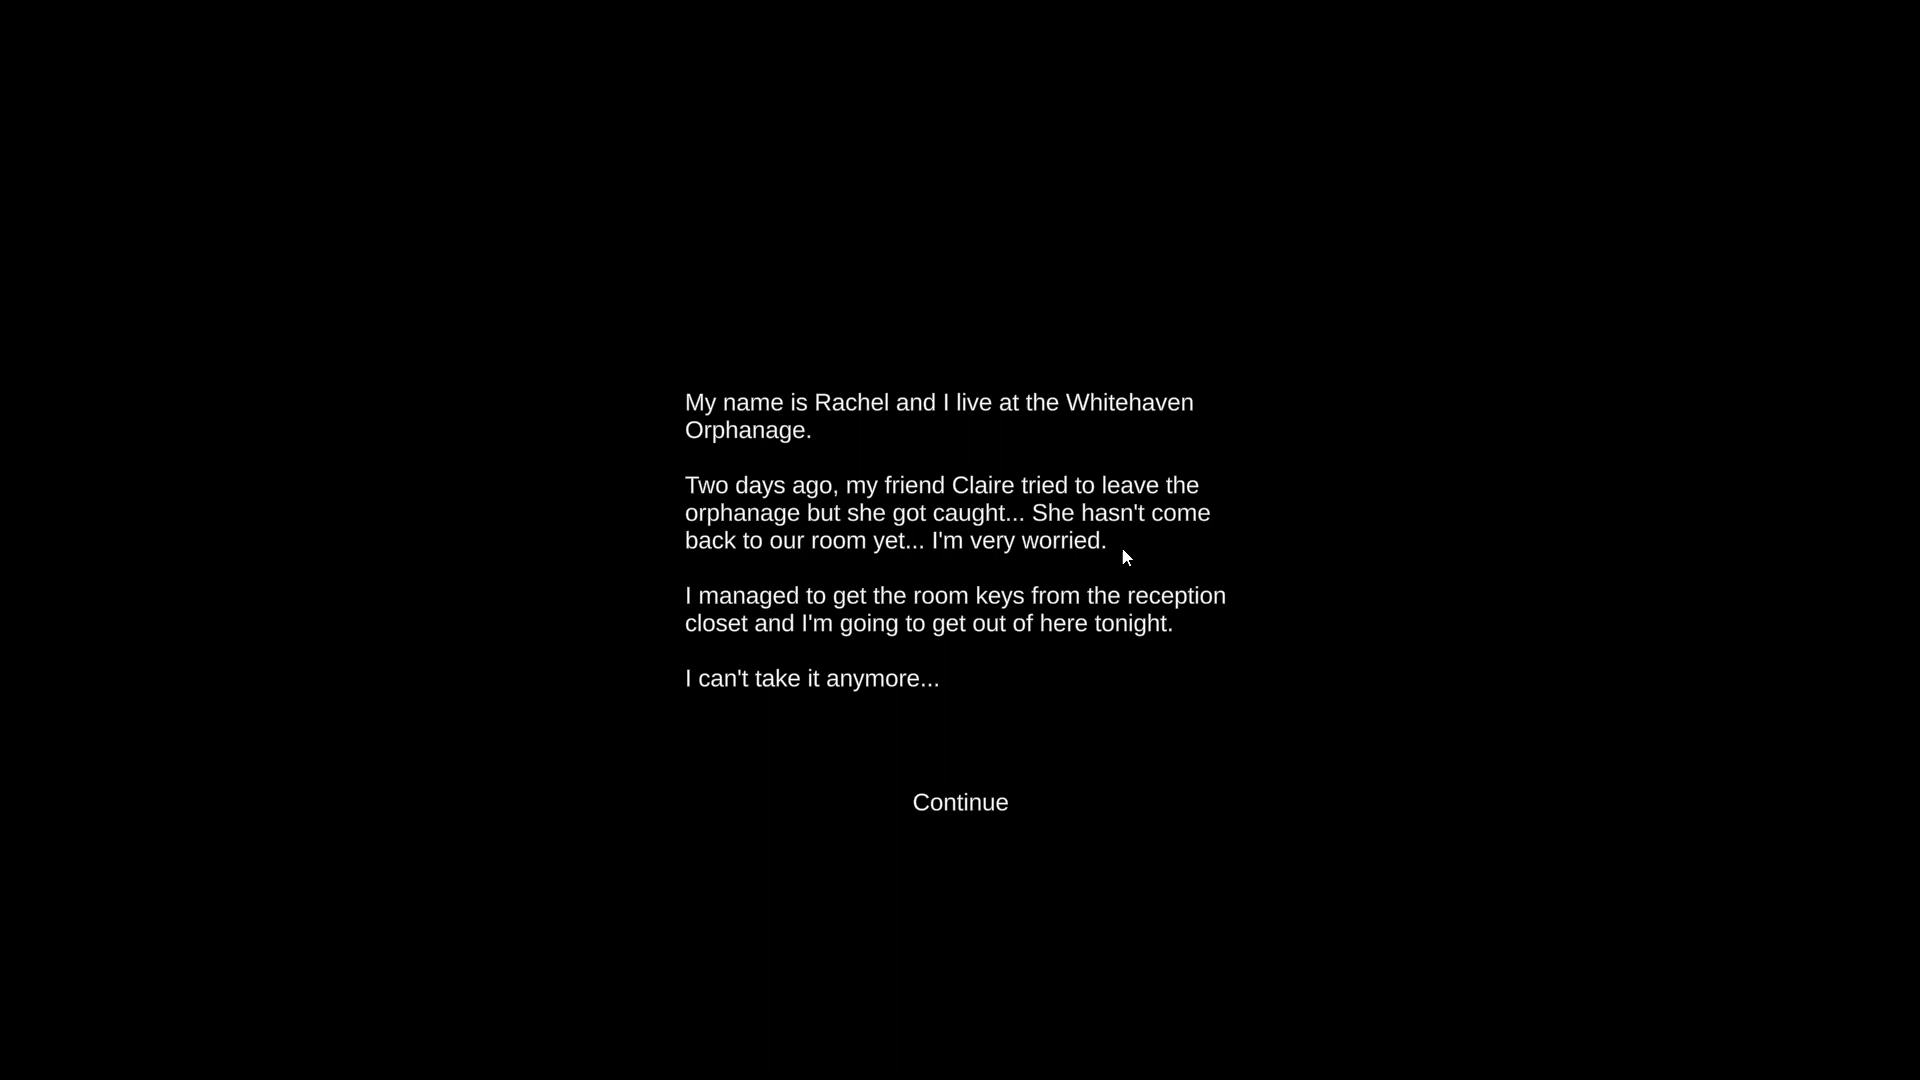 My name is Rachel and I live at the Whitehaven
Orphanage.
Two days ago, my friend Claire tried to leave the
orphanage but she got caught... She hasn't come
back to our room yet... I'm very worried.
I managed to get the room keys from the reception
closet and I'm going to get out of here tonight.
I can't take it anymore...
Continue